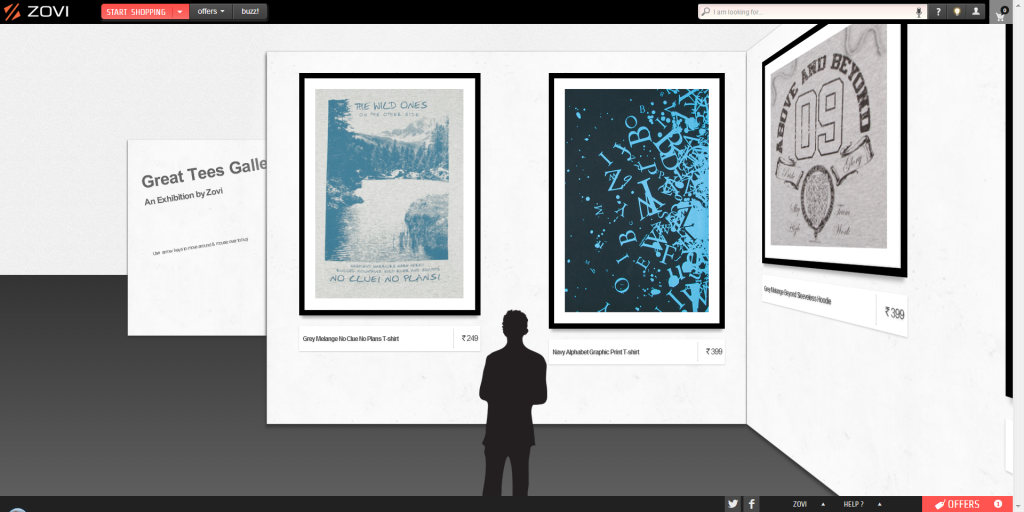 ZOVI
START SHOPPING
offers
buzz!
I am looking for...
?
0
Great Tees Galle
An Exhibition by Zovi
Use arrow keys to move around & mouse over to buy
THE WILD ONES
ON THE OTHER SIDE
NO CLUE! NO PLANS!
Grey Melange No Clue No Plans T-shirt
₹ 249
Navy Alphabet Graphic Print T-shirt
₹ 399
ABOVE AND BEYOND
09
Grey Melange Beyond Sleeveless Hoodie
₹ 399
ZOVI
HELP ?
OFFERS